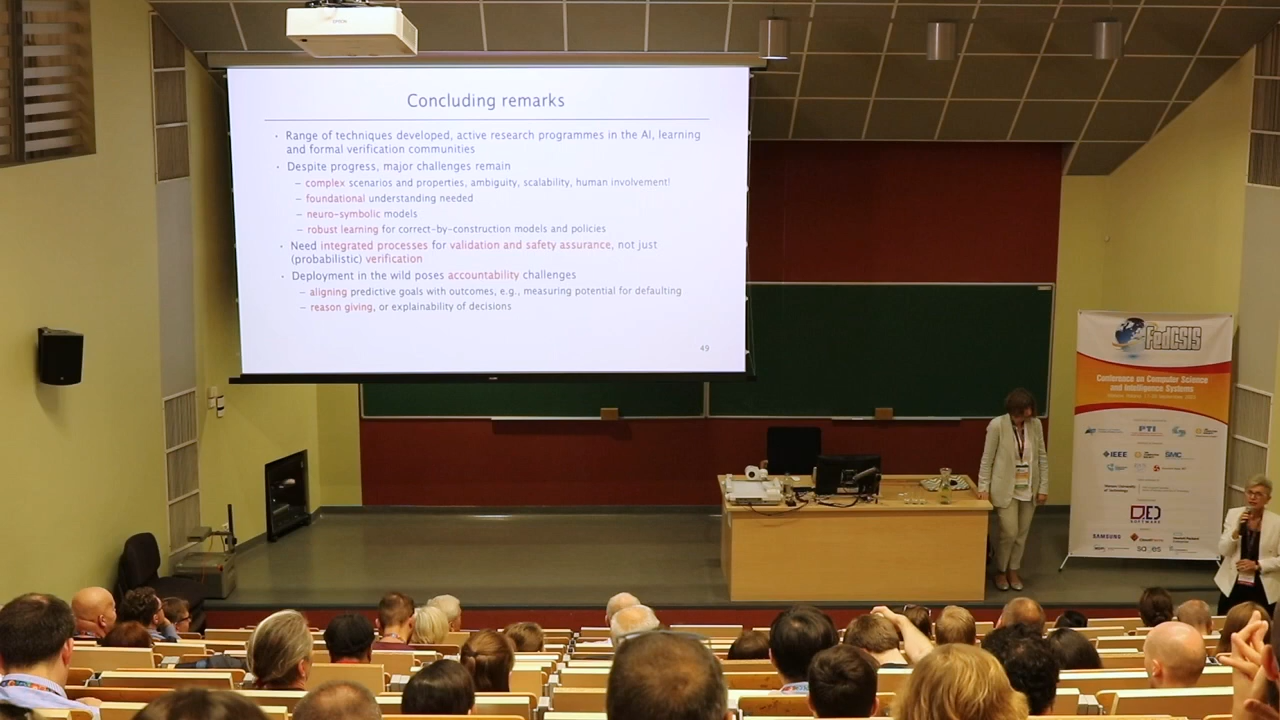 EPSON
Concluding remarks
· Range of techniques developed, active research programmes in the AI, learning
and formal verification communities
· Despite progress, major challenges remain
– complex scenarios and properties, ambiguity, scalability, human involvement!
– foundational understanding needed
– neuro-symbolic models
– robust learning for correct-by-construction models and policies
· Need integrated processes for validation and safety assurance, not just
(probabilistic) verification
· Deployment in the wild poses accountability challenges
– aligning predictive goals with outcomes, e.g., measuring potential for defaulting
– reason giving, or explainability of decisions
49
FedCSIS
Conference on Computer Science
and Intelligence Systems
PTI
IEEE
SMC
SOFTWARE
SAMSUNG
sages